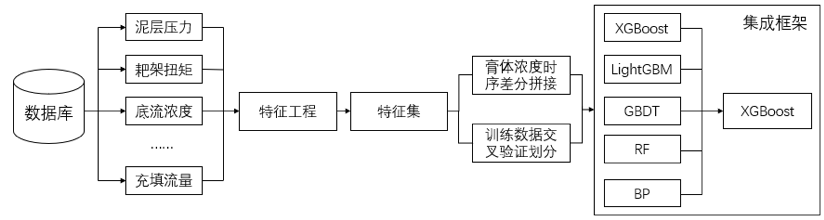 数据库
泥层压力
耙架扭矩
底流浓度
……
充填流量
特征工程
特征集
膏体浓度时
序差分拼接
训练数据交
叉验证划分
集成框架
XGBoost
LightGBM
GBDT
RF
BP
XGBoost